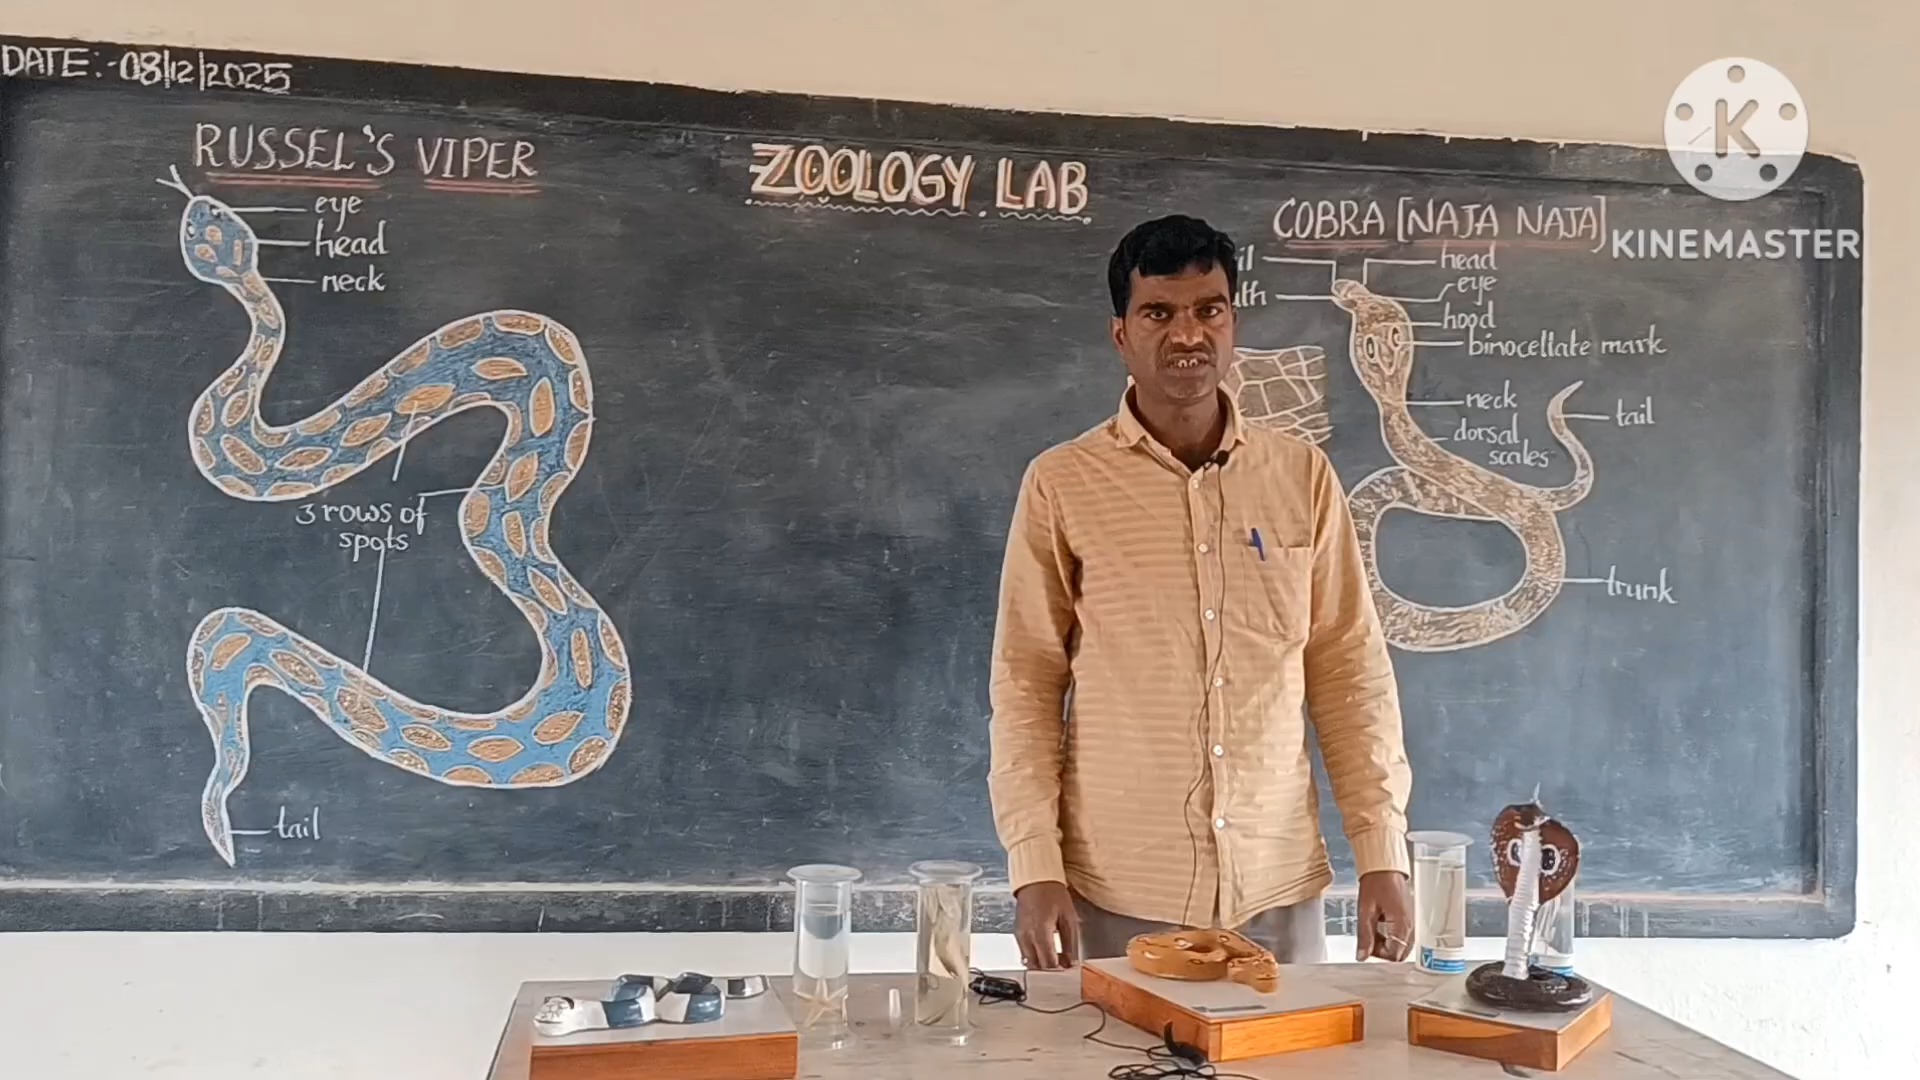 DATE:-08/12/2025
RUSSEL'S VIPER
eye
head
neck
3 rows of
spots
tail
ZOOLOGY LAB
COBRA [NAJA NAJA]
head
eye
hood
binocellate mark
neck
dorsal
scales
tail
trunk
K
KINEMASTER